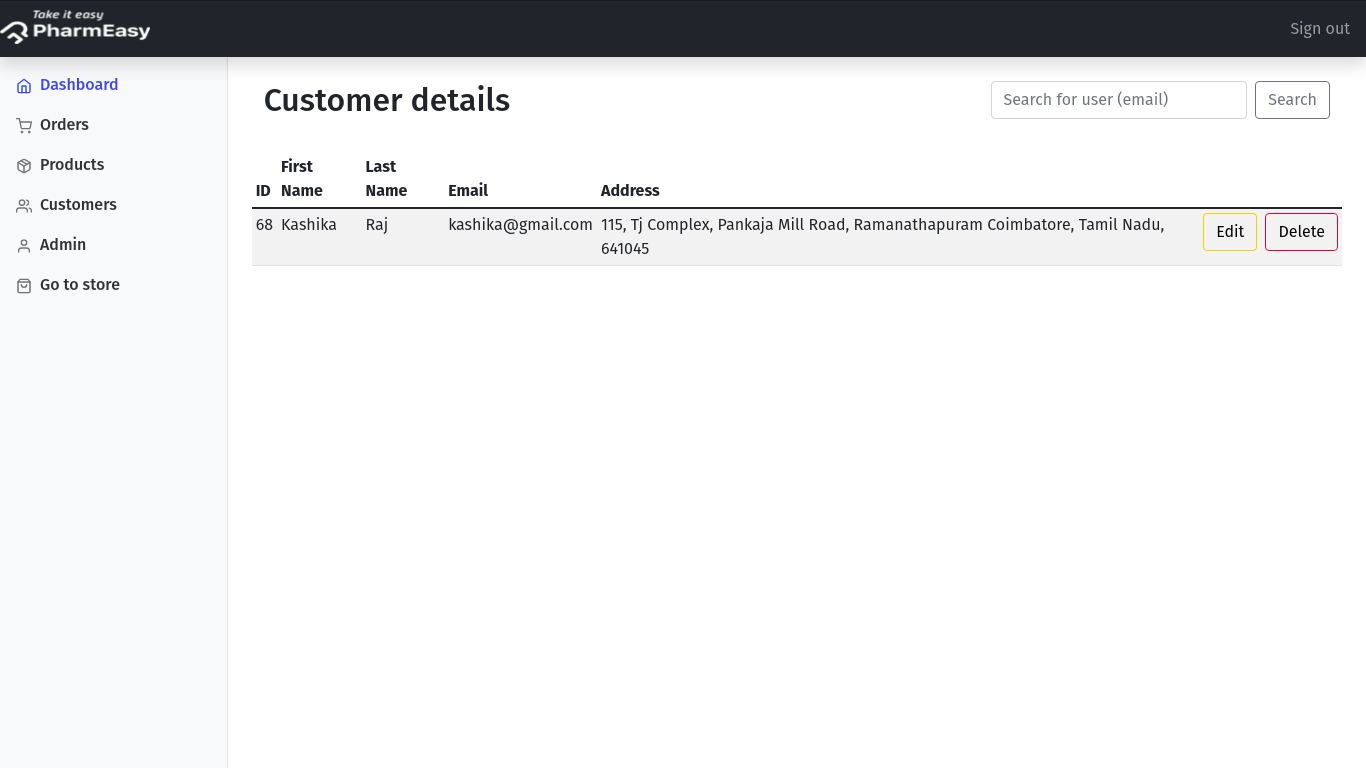 Take it easy
PharmEasy
Sign out
Dashboard
Orders
Products
Customers
Admin
Go to store
Customer details
Search for user (email)
Search
ID First Name Last Name Email Address
68 Kashika Raj kashika@gmail.com 115, Tj Complex, Pankaja Mill Road, Ramanathapuram Coimbatore, Tamil Nadu,
641045
Edit Delete